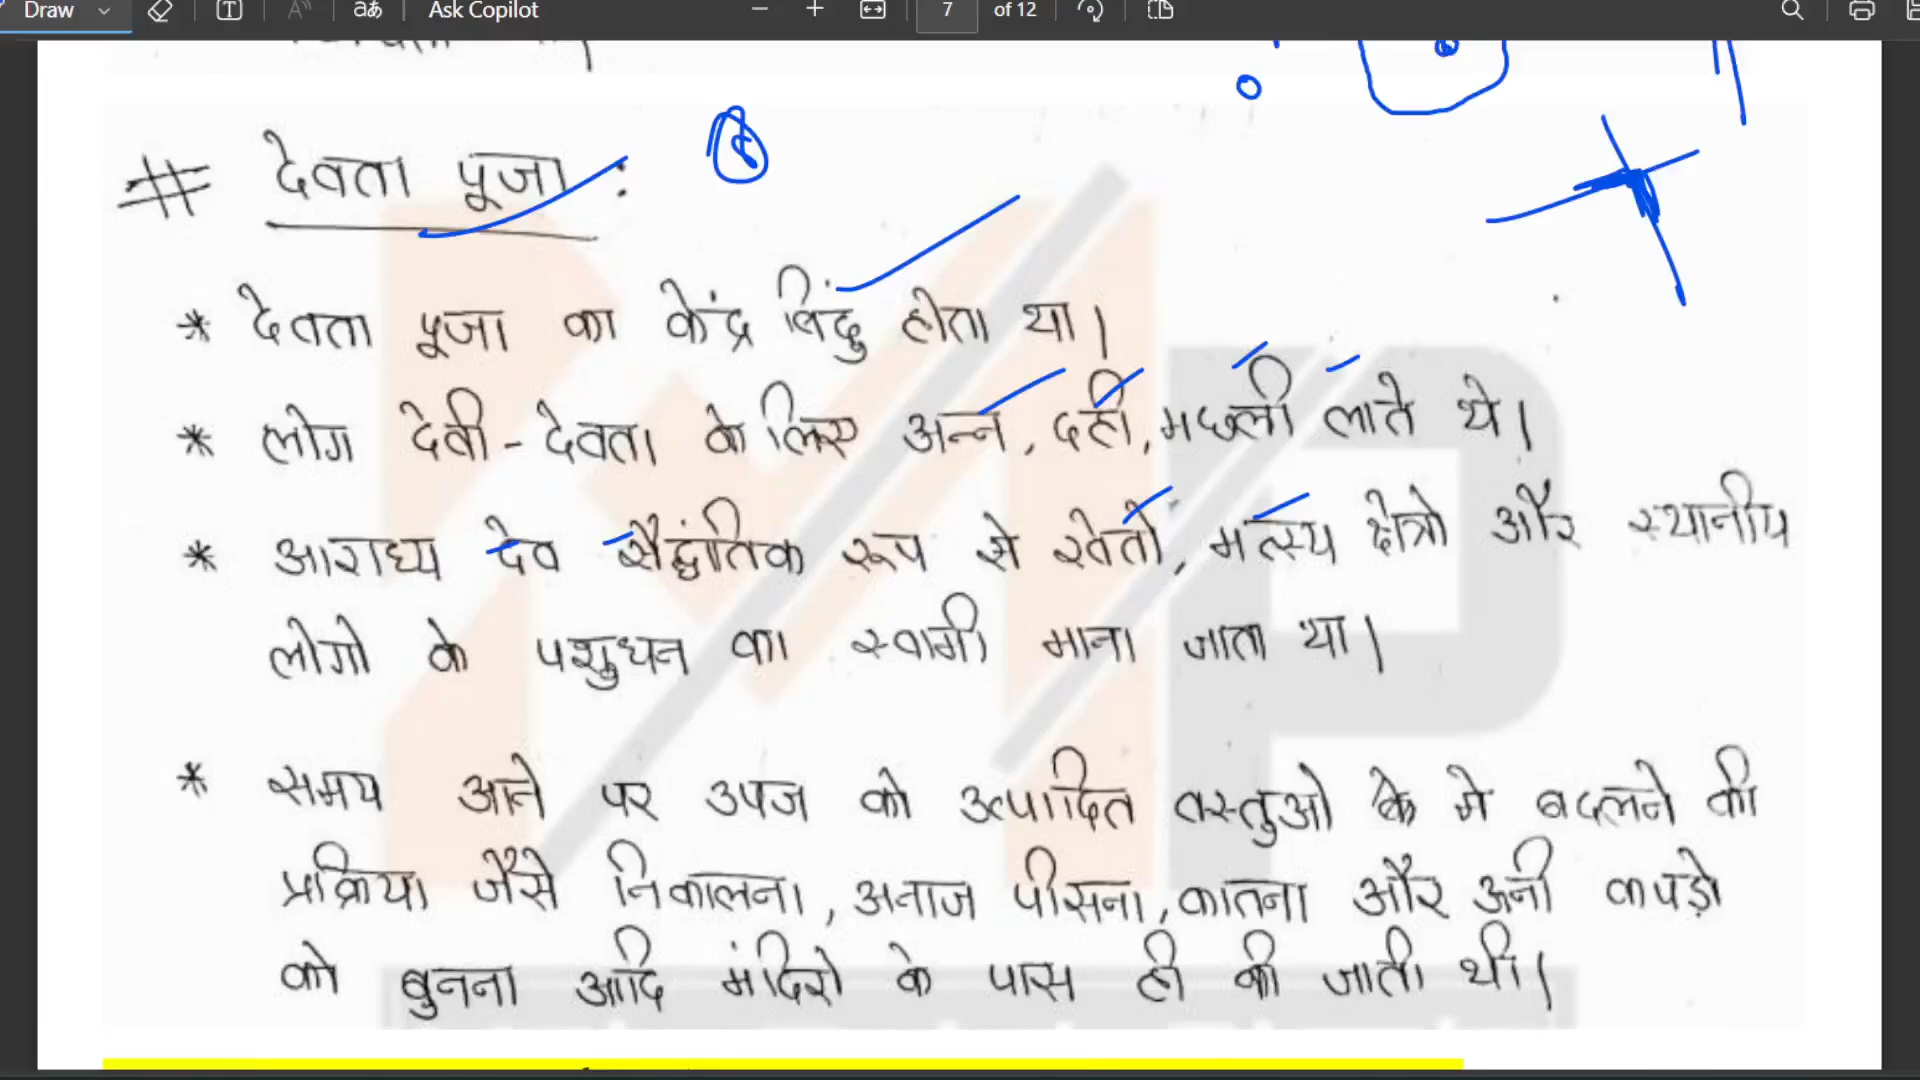 Draw
Ask Copilot
7 of 12
# देवता पूजा :
* देवता पूजा का केंद्र बिंदु होता था।
* लोग देवी-देवता के लिए अन्न, दही, मछली लाते थे।
* आराध्य देव सैद्धांतिक रूप से खेतो, मत्स्य क्षेत्रो और स्थानीय
लोगो के पशुधन का स्वामी माना जाता था।
* समय आने पर उपज को उत्पादित वस्तुओ के मे बदलने की
प्रक्रिया जैसे निकालना, अनाज पीसना, कातना और ऊनी कपड़ो
को बुनना आदि मंदिरो के पास ही की जाती थी।